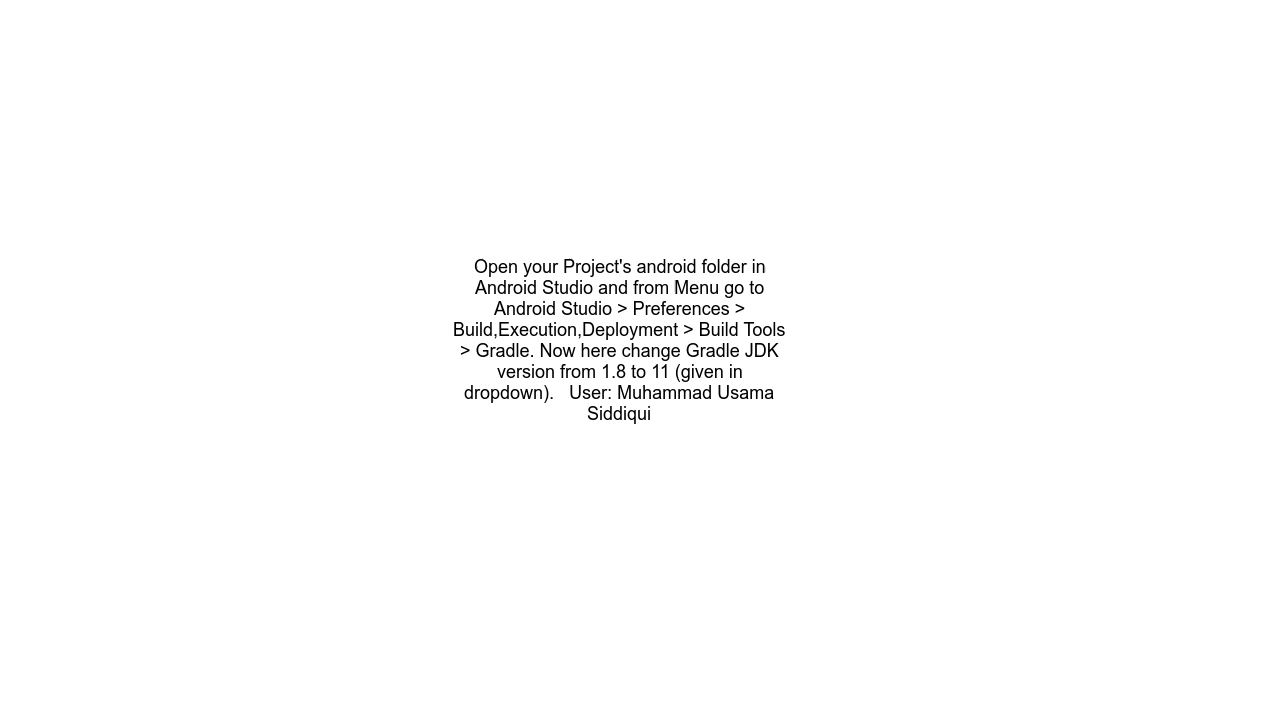 Open your Project's android folder in
Android Studio and from Menu go to
Android Studio > Preferences >
Build,Execution,Deployment > Build Tools
> Gradle. Now here change Gradle JDK
version from 1.8 to 11 (given in
dropdown).   User: Muhammad Usama
Siddiqui